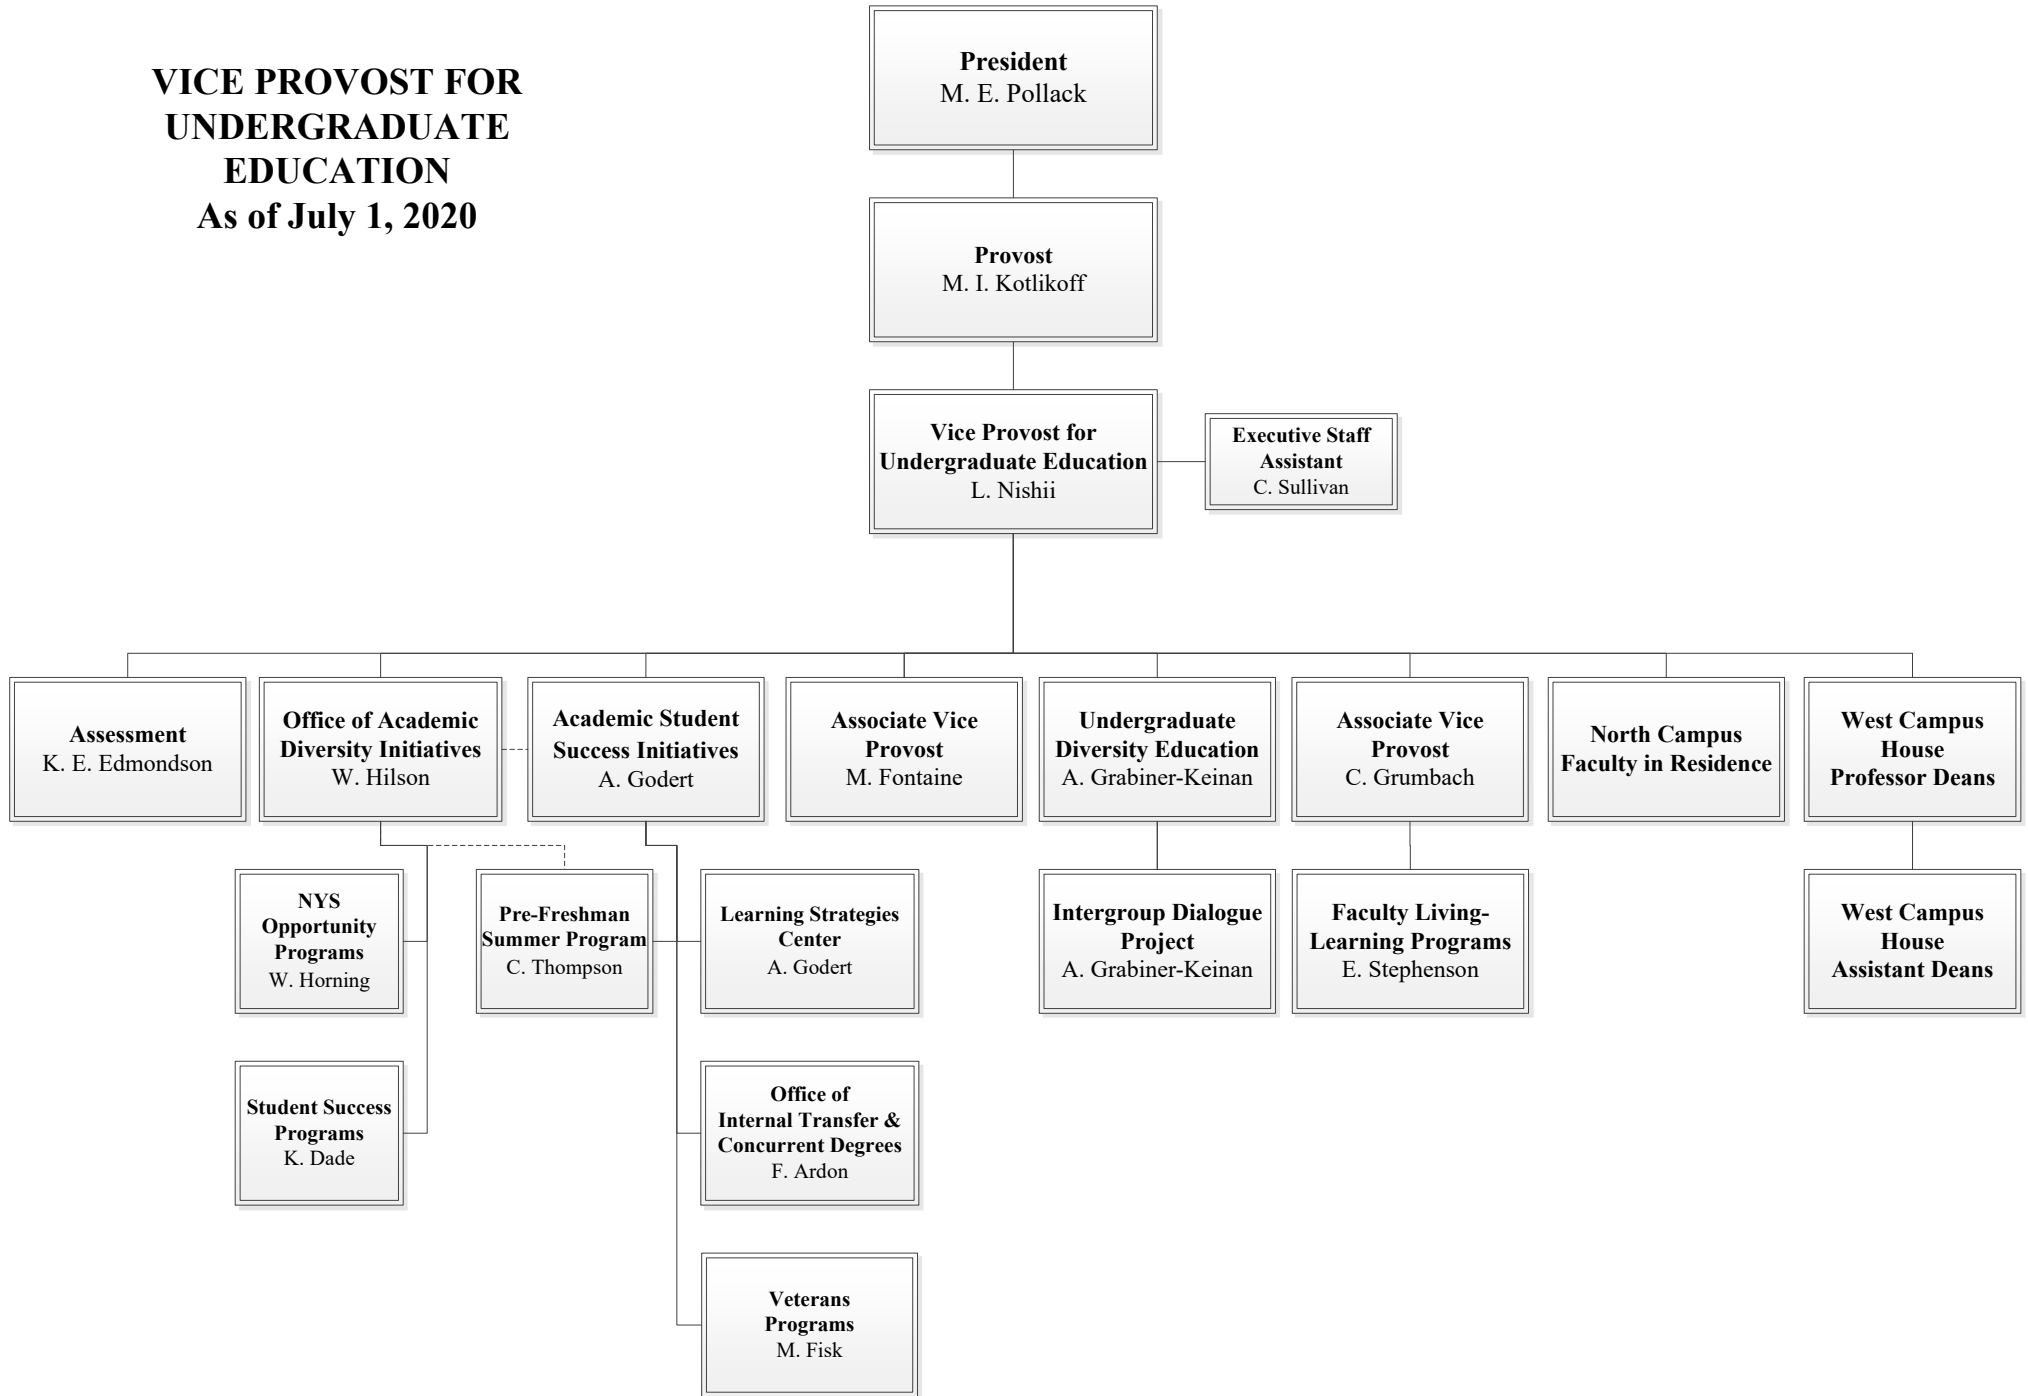 VICE PROVOST FOR
UNDERGRADUATE
EDUCATION
As of July 1, 2020
President
M. E. Pollack
Provost
M. I. Kotlikoff
Vice Provost for
Undergraduate Education
L. Nishii
Executive Staff
Assistant
C. Sullivan
Assessment
K. E. Edmondson
Office of Academic
Diversity Initiatives
W. Hilson
Academic Student
Success Initiatives
A. Godert
Associate Vice
Provost
M. Fontaine
Undergraduate
Diversity Education
A. Grabiner-Keinan
Associate Vice
Provost
C. Grumbach
North Campus
Faculty in Residence
West Campus
House
Professor Deans
NYS
Opportunity
Programs
W. Horning
Pre-Freshman
Summer Program
C. Thompson
Learning Strategies
Center
A. Godert
Intergroup Dialogue
Project
A. Grabiner-Keinan
Faculty Living-
Learning Programs
E. Stephenson
West Campus
House
Assistant Deans
Student Success
Programs
K. Dade
Office of
Internal Transfer &
Concurrent Degrees
F. Ardon
Veterans
Programs
M. Fisk